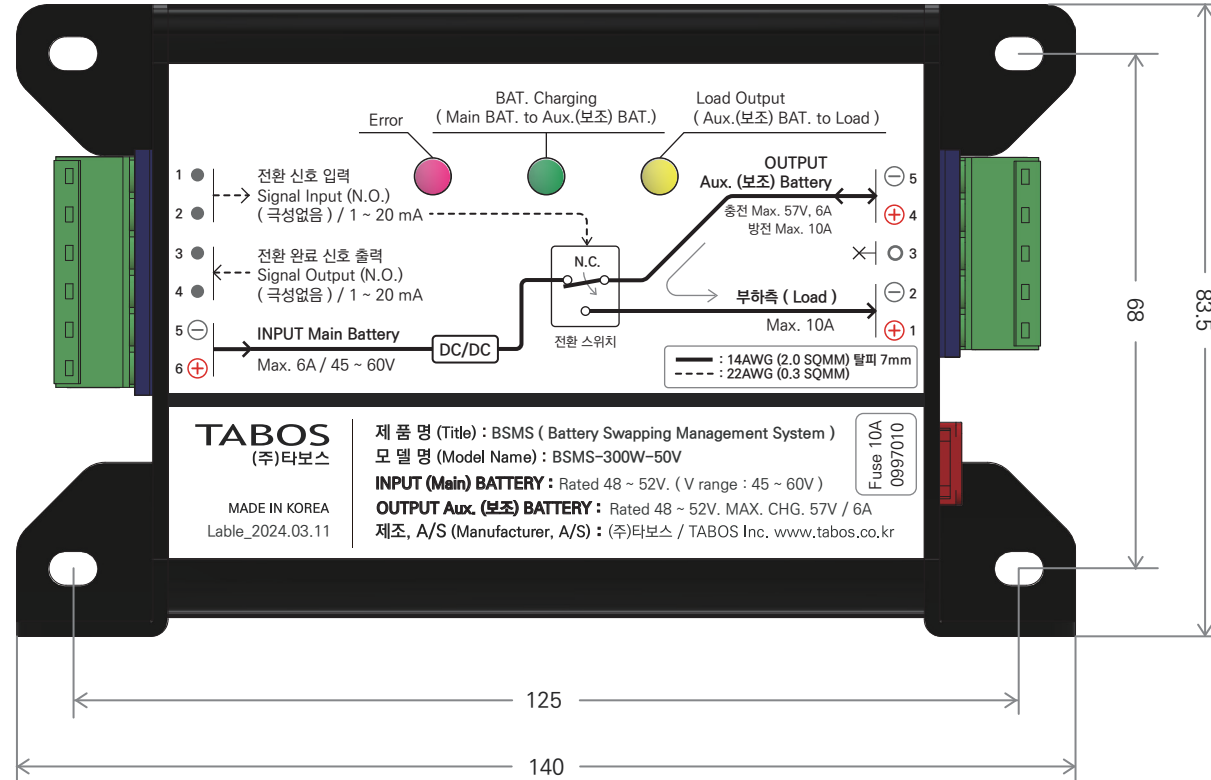 Error
BAT. Charging
( Main BAT. to Aux.(보조) BAT.)
Load Output
( Aux.(보조) BAT. to Load )
1
전환 신호 입력
Signal Input (N.O.)
2
( 극성없음 ) / 1 ~ 20 mA
3
전환 완료 신호 출력
Signal Output (N.O.)
4
( 극성없음 ) / 1 ~ 20 mA
5 −
INPUT Main Battery
6 +
Max. 6A / 45 ~ 60V
DC/DC
N.C.
전환 스위치
OUTPUT
Aux. (보조) Battery
충전 Max. 57V, 6A
방전 Max. 10A
− 5
+ 4
3
− 2
+ 1
부하측 ( Load )
Max. 10A
: 14AWG (2.0 SQMM) 탈피 7mm
: 22AWG (0.3 SQMM)
TABOS
(주)타보스
MADE IN KOREA
Lable_2024.03.11
제 품 명 (Title) : BSMS ( Battery Swapping Management System )
모 델 명 (Model Name) : BSMS-300W-50V
INPUT (Main) BATTERY : Rated 48 ~ 52V. ( V range : 45 ~ 60V )
OUTPUT Aux. (보조) BATTERY : Rated 48 ~ 52V. MAX. CHG. 57V / 6A
제조, A/S (Manufacturer, A/S) : (주)타보스 / TABOS Inc. www.tabos.co.kr
Fuse 10A
0997010
68
83.5
125
140